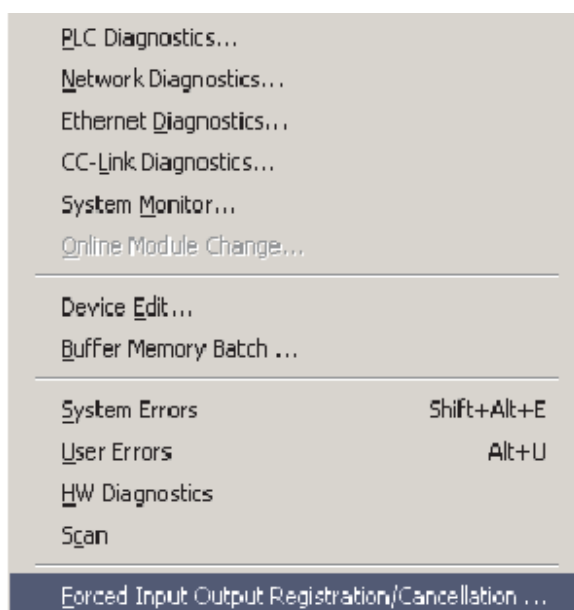 PLC Diagnostics...
Network Diagnostics...
Ethernet Diagnostics...
CC-Link Diagnostics...
System Monitor...
Online Module Change...
Device Edit...
Buffer Memory Batch ...
System Errors Shift+Alt+E
User Errors Alt+U
HW Diagnostics
Scan
Forced Input Output Registration/Cancellation ...